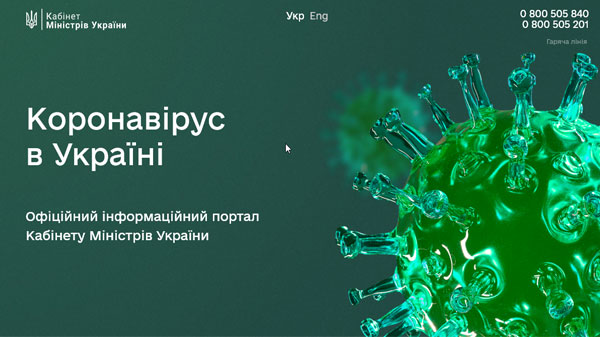 Кабінет
Міністрів України
Укр Eng
0 800 505 840
0 800 505 201
Гаряча лінія
Коронавірус
в Україні
Офіційний інформаційний портал
Кабінету Міністрів України